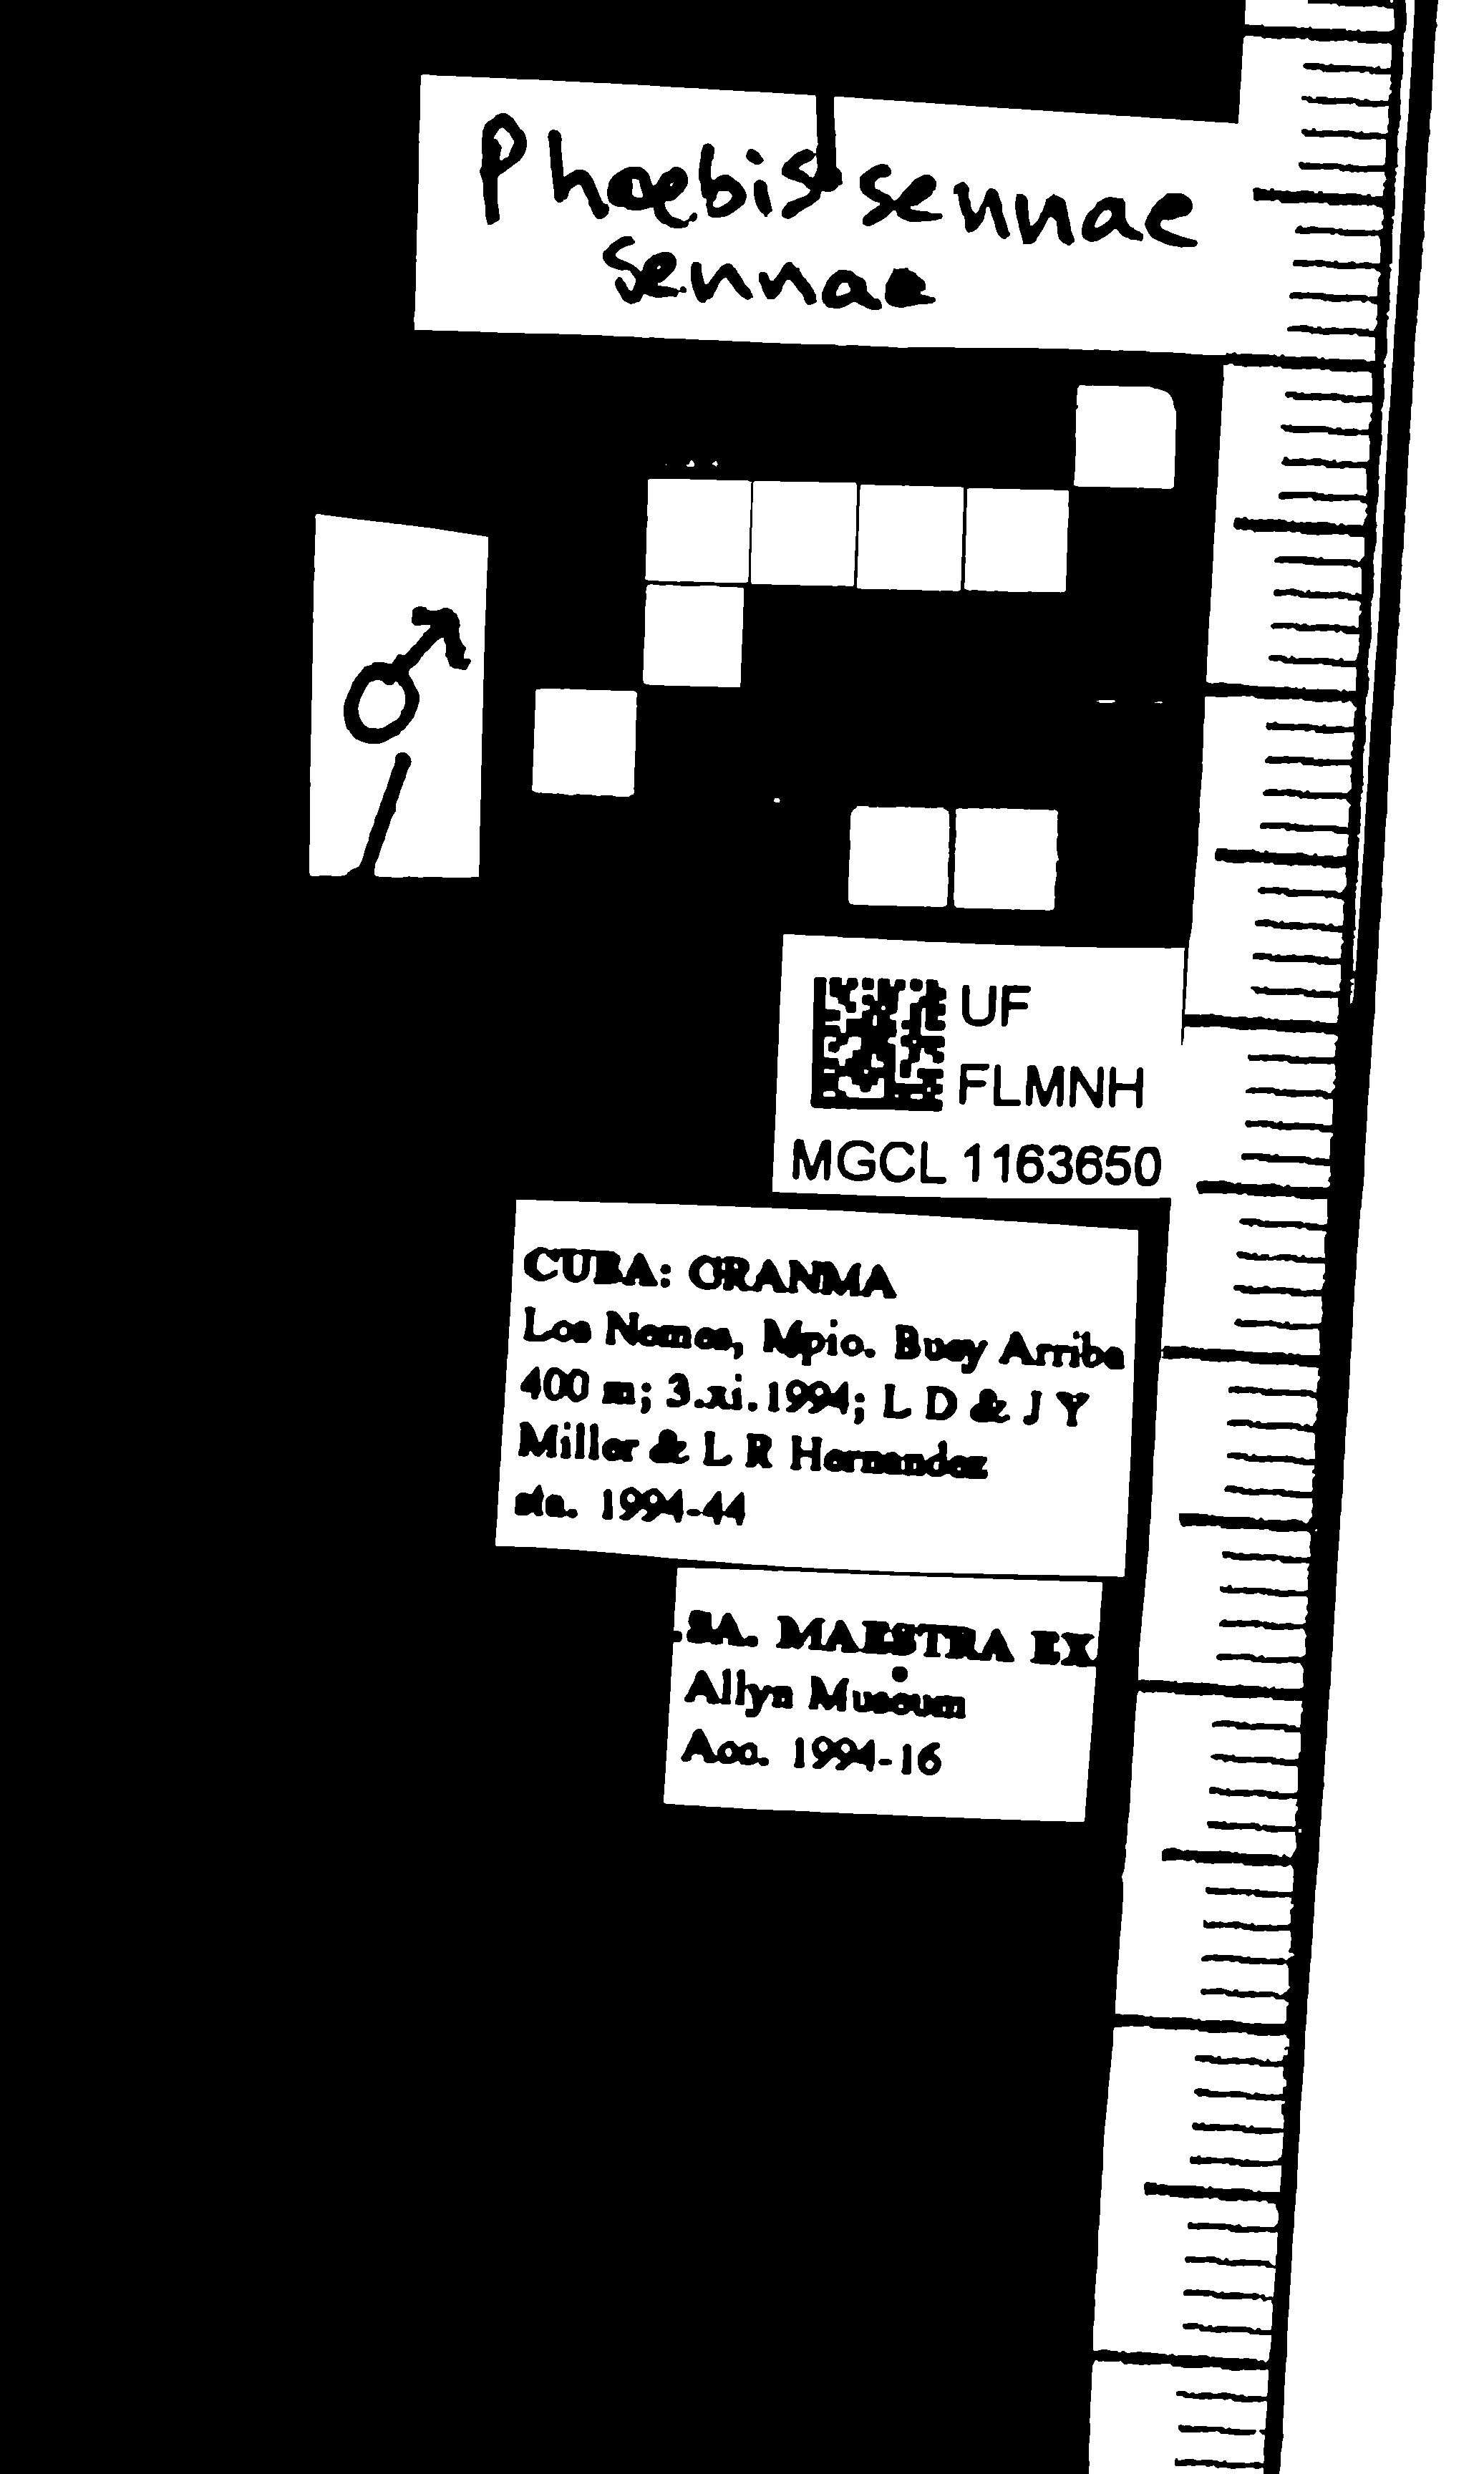 Phoebis sennae
sennae
♂
UF
FLMNH
MGCL 1163650
CUBA: GRANMA
Los Nemes, Mpio. Buey Arriba
400 m; 3.xi.1994; L D & J Y
Miller & L R Hernandez
sta. 1994-44
SA. MAESTRA EX
Allyn Museum
Acc. 1994-16